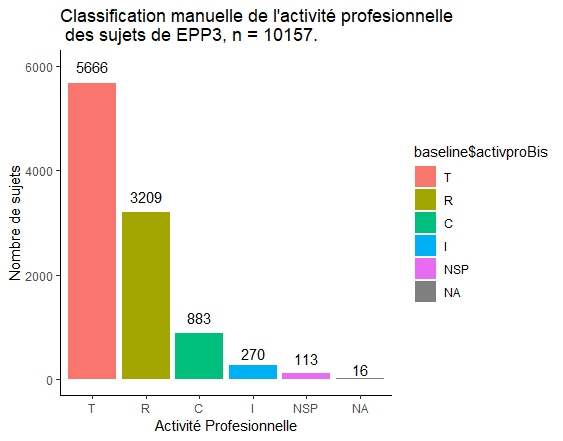 Classification manuelle de l'activité profesionnelle
des sujets de EPP3, n = 10157.
Nombre de sujets
6000
4000
2000
0
5666
3209
883
270
113
16
T
R
C
I
NSP
NA
Activité Profesionnelle
baseline$activproBis
T
R
C
I
NSP
NA